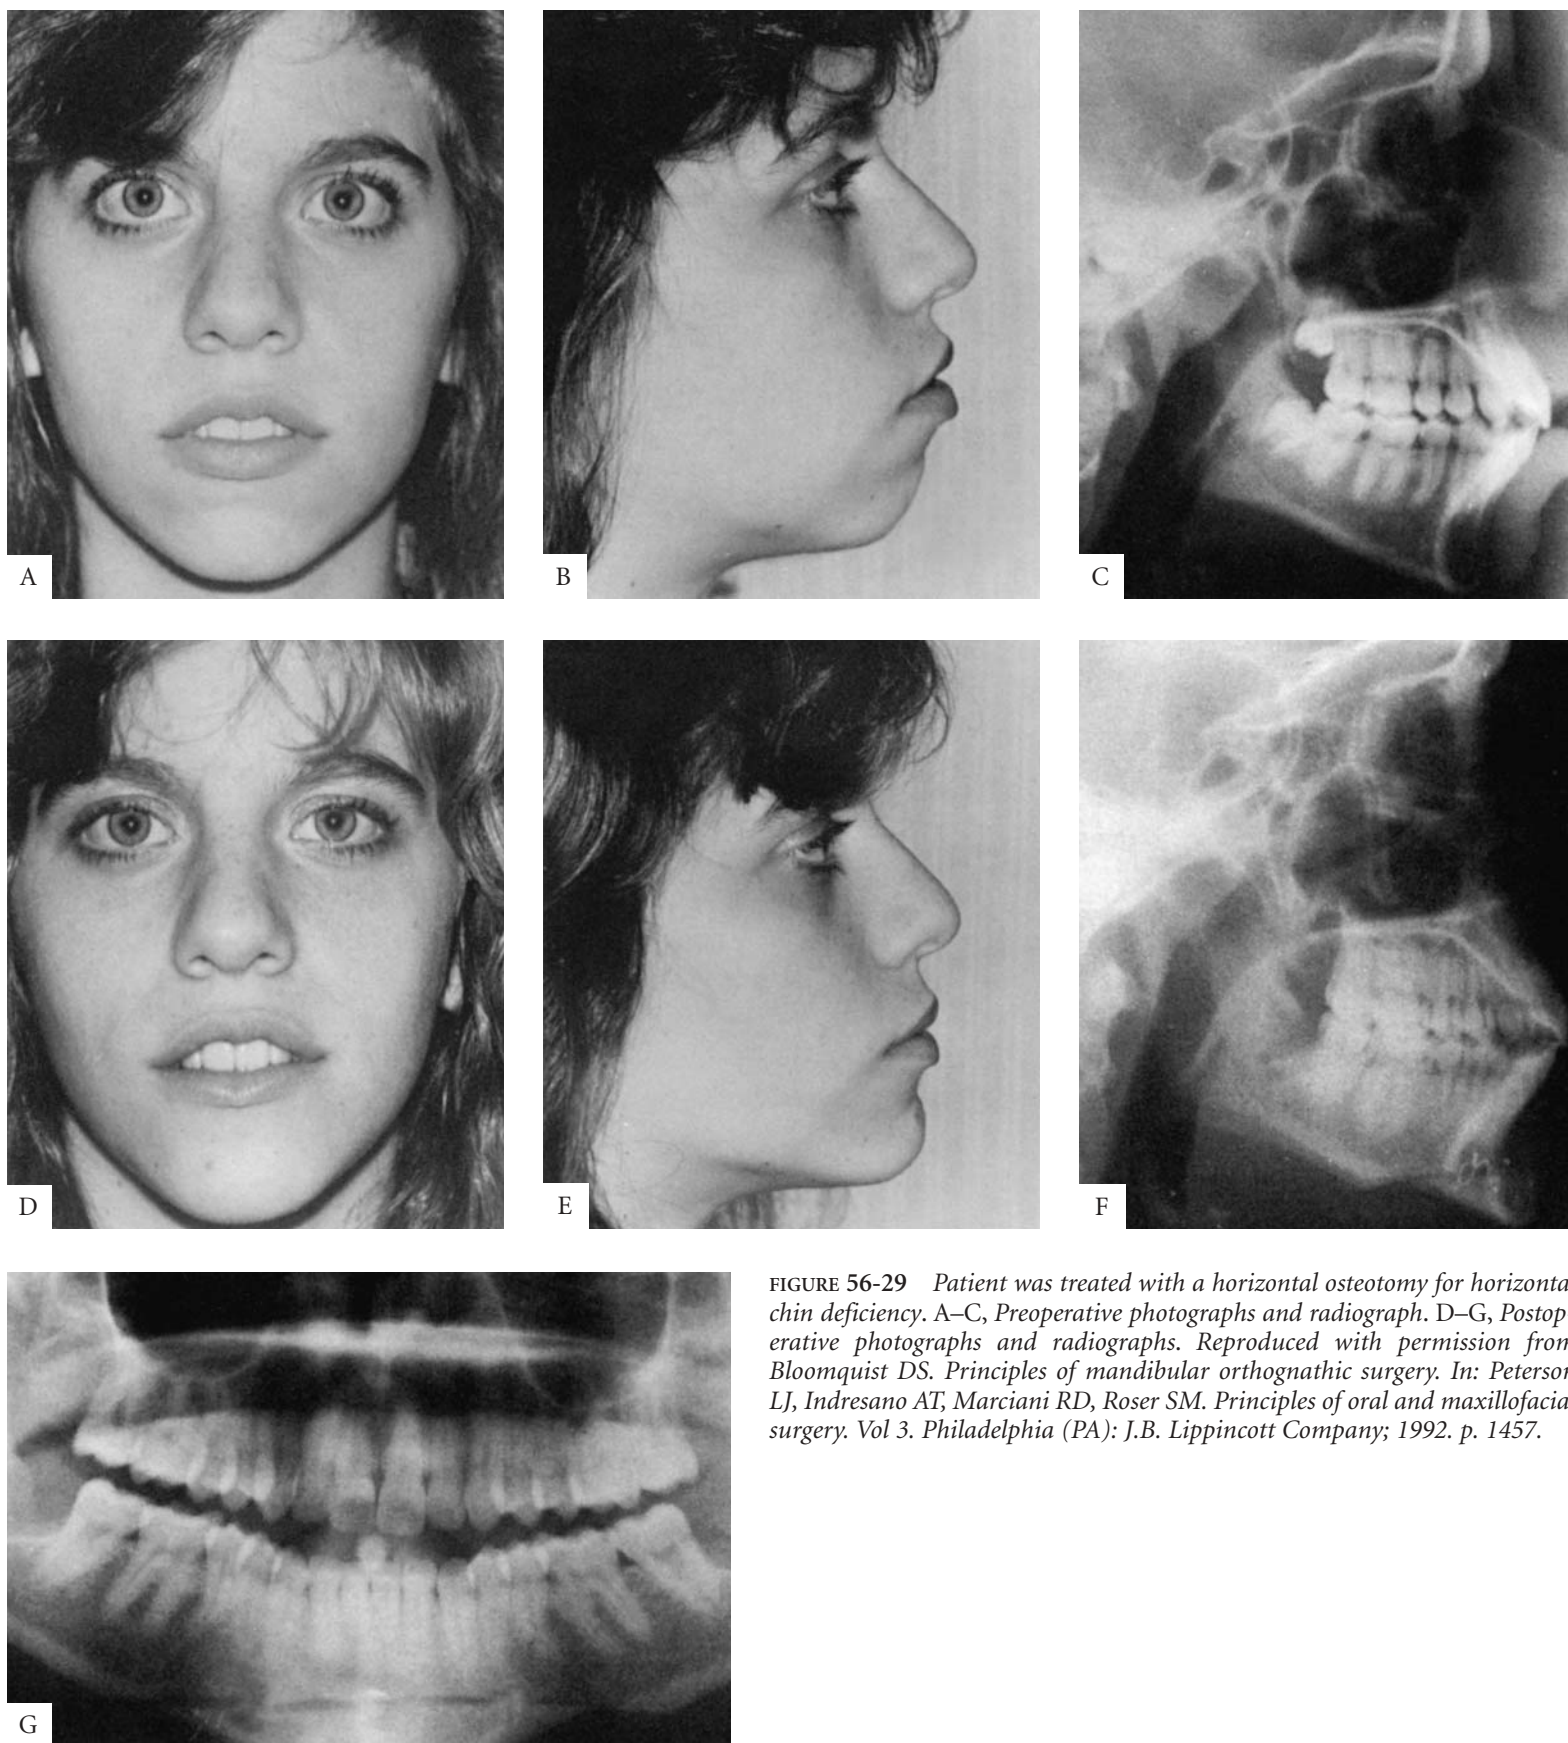 A
B
C
D
E
F
G
FIGURE 56-29 Patient was treated with a horizontal osteotomy for horizonta
chin deficiency. A–C, Preoperative photographs and radiograph. D–G, Postop
erative photographs and radiographs. Reproduced with permission from
Bloomquist DS. Principles of mandibular orthognathic surgery. In: Peterson
LJ, Indresano AT, Marciani RD, Roser SM. Principles of oral and maxillofacia
surgery. Vol 3. Philadelphia (PA): J.B. Lippincott Company; 1992. p. 1457.